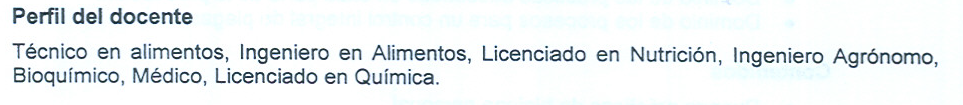 Perfil del docente
Técnico en alimentos, Ingeniero en Alimentos, Licenciado en Nutrición, Ingeniero Agrónomo,
Bioquímico, Médico, Licenciado en Química.